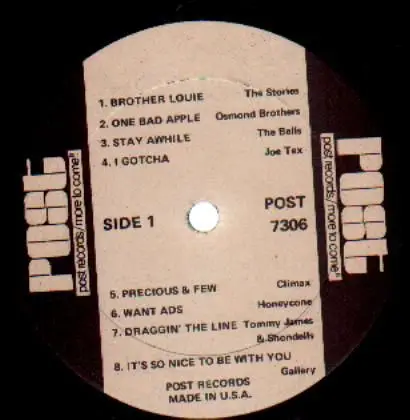 1. BROTHER LOUIE The Stories
2. ONE BAD APPLE Osmond Brothers
3. STAY AWHILE The Bells
4. I GOTCHA Joe Tex
SIDE 1
POST
7306
5. PRECIOUS & FEW Climax
6. WANT ADS Honeycone
7. DRAGGIN' THE LINE Tommy James
& Shondells
8. IT'S SO NICE TO BE WITH YOU
Gallery
POST RECORDS
MADE IN U.S.A.
POST
post records/more to come"
POST
post records/more to come"